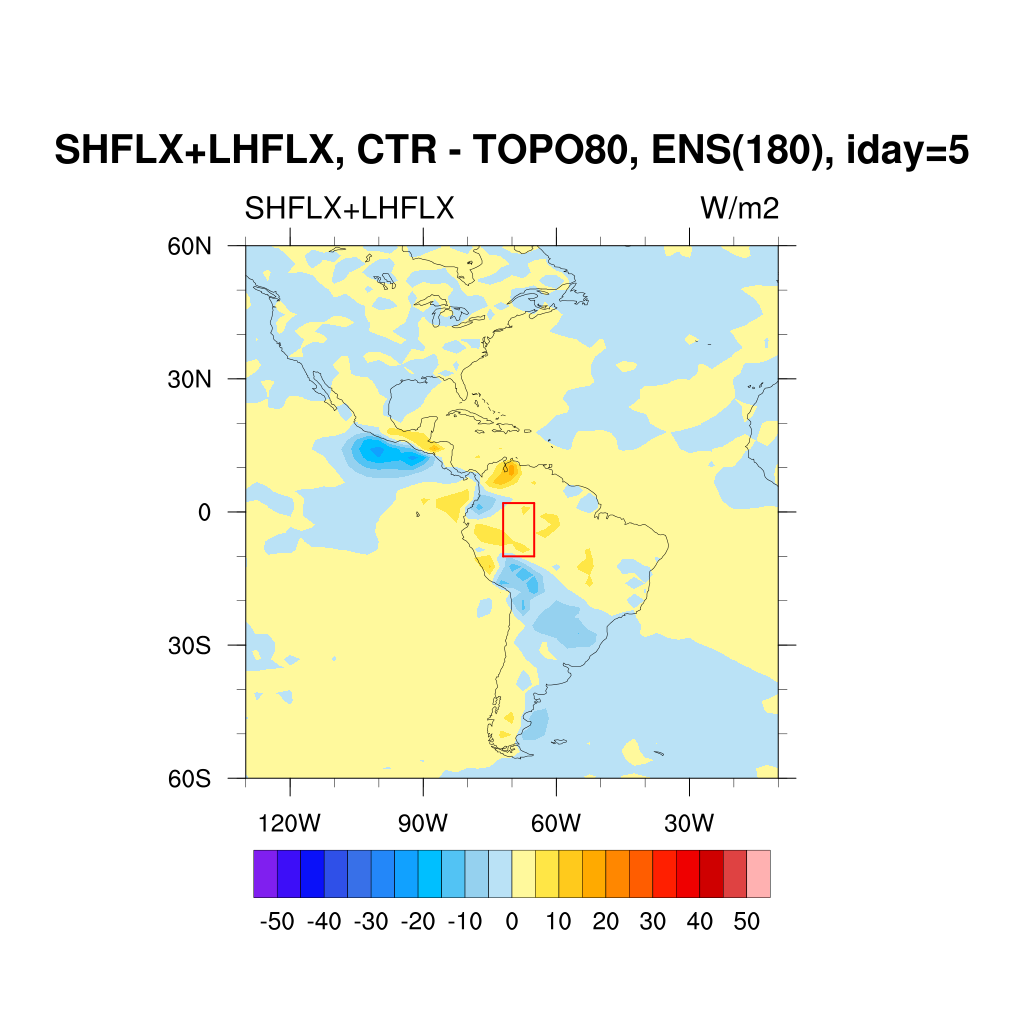 SHFLX+LHFLX, CTR - TOPO80, ENS(180), iday=5
SHFLX+LHFLX W/m2
60N
30N
0
30S
60S
120W 90W 60W 30W
-50 -40 -30 -20 -10 0 10 20 30 40 50